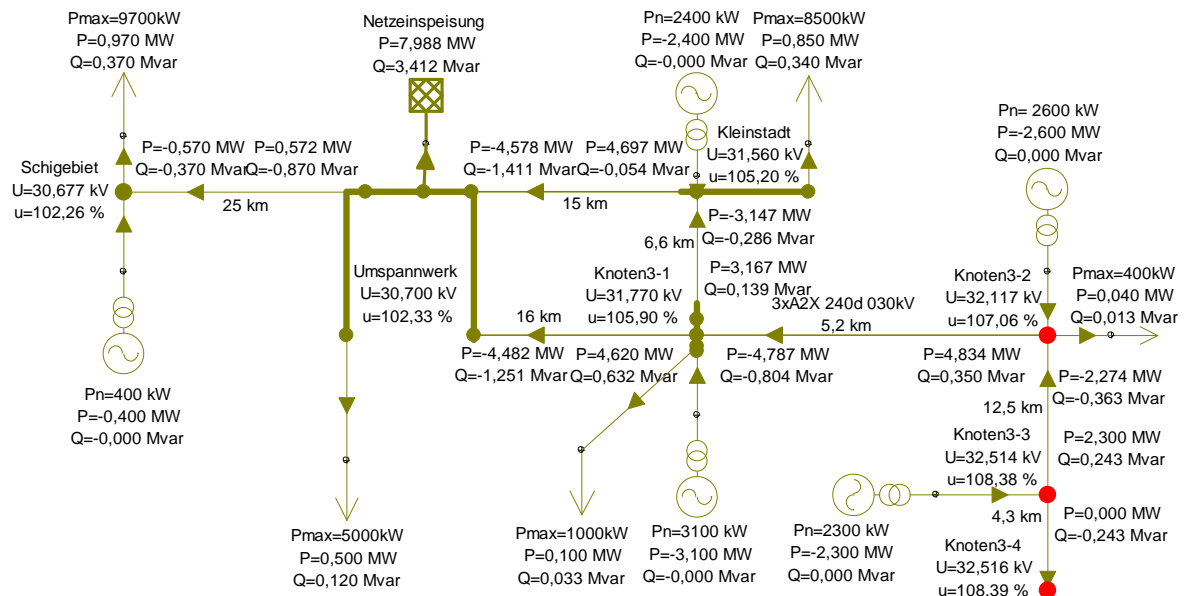 Pmax=9700kW
P=0,970 MW
Q=0,370 Mvar
Netzeinspeisung
P=7,988 MW
Q=3,412 Mvar
Pn=2400 kW
P=-2,400 MW
Q=-0,000 Mvar
Pmax=8500kW
P=0,850 MW
Q=0,340 Mvar
Pn= 2600 kW
P=-2,600 MW
Q=0,000 Mvar
Schigebiet
U=30,677 kV
u=102,26 %
P=-0,570 MW
Q=-0,370 Mvar
P=0,572 MW
Q=-0,870 Mvar
25 km
P=-4,578 MW
Q=-1,411 Mvar
P=4,697 MW
Q=-0,054 Mvar
15 km
Kleinstadt
U=31,560 kV
u=105,20 %
P=-3,147 MW
Q=-0,286 Mvar
6,6 km
P=3,167 MW
Q=0,139 Mvar
Umspannwerk
U=30,700 kV
u=102,33 %
Knoten3-1
U=31,770 kV
u=105,90 %
16 km
P=-4,482 MW
Q=-1,251 Mvar
P=4,620 MW
Q=0,632 Mvar
3xA2X 240d 030kV
5,2 km
P=-4,787 MW
Q=-0,804 Mvar
Knoten3-2
U=32,117 kV
u=107,06 %
Pmax=400kW
P=0,040 MW
Q=0,013 Mvar
P=4,834 MW
Q=0,350 Mvar
P=-2,274 MW
Q=-0,363 Mvar
12,5 km
P=2,300 MW
Q=0,243 Mvar
Knoten3-3
U=32,514 kV
u=108,38 %
4,3 km
P=0,000 MW
Q=-0,243 Mvar
Knoten3-4
U=32,516 kV
u=108,39 %
Pn=400 kW
P=-0,400 MW
Q=-0,000 Mvar
Pmax=5000kW
P=0,500 MW
Q=0,120 Mvar
Pmax=1000kW
P=0,100 MW
Q=0,033 Mvar
Pn=3100 kW
P=-3,100 MW
Q=-0,000 Mvar
Pn=2300 kW
P=-2,300 MW
Q=0,000 Mvar